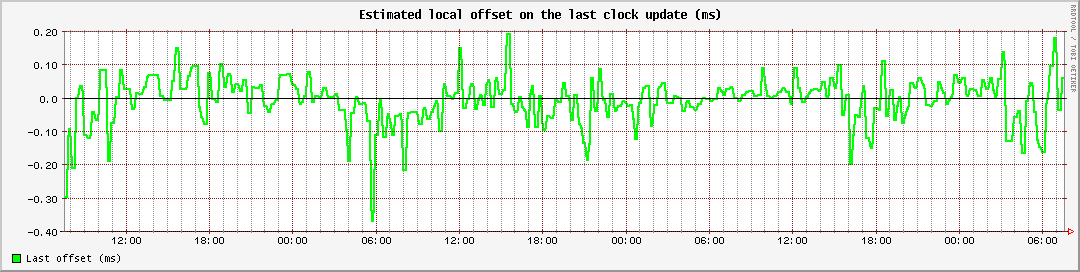 Estimated local offset on the last clock update (ms)
RRDTOOL / TOBI OETIKER
0.20
0.10
0.0
-0.10
-0.20
-0.30
-0.40
12:00 18:00 00:00 06:00 12:00 18:00 00:00 06:00 12:00 18:00 00:00 06:00
Last offset (ms)